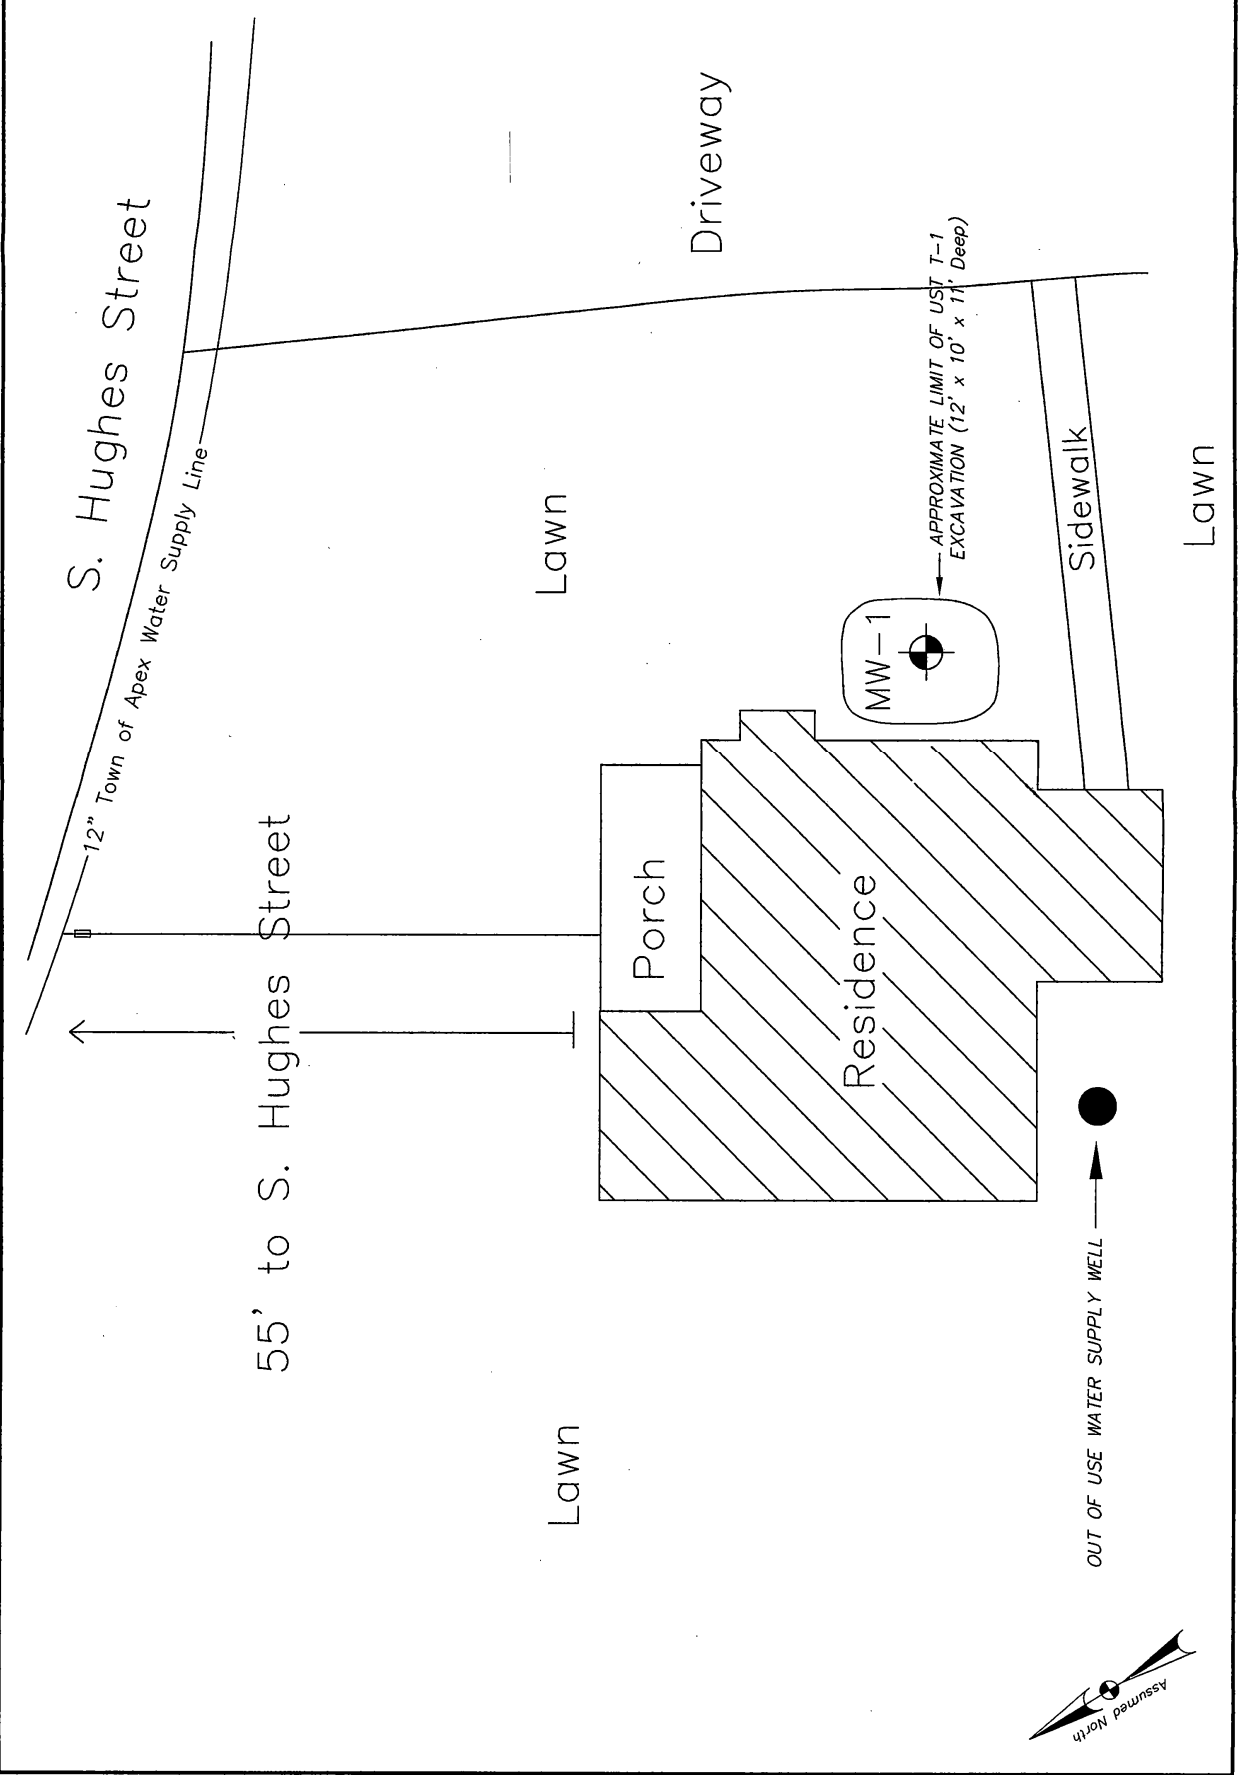 S. Hughes Street
12" Town of Apex Water Supply Line
55' to S. Hughes Street
Lawn
Lawn
Driveway
Porch
Residence
MW-1
APPROXIMATE LIMIT OF UST T-1
EXCAVATION (12' x 10' x 11' Deep)
Sidewalk
OUT OF USE WATER SUPPLY WELL
Lawn
Assumed North